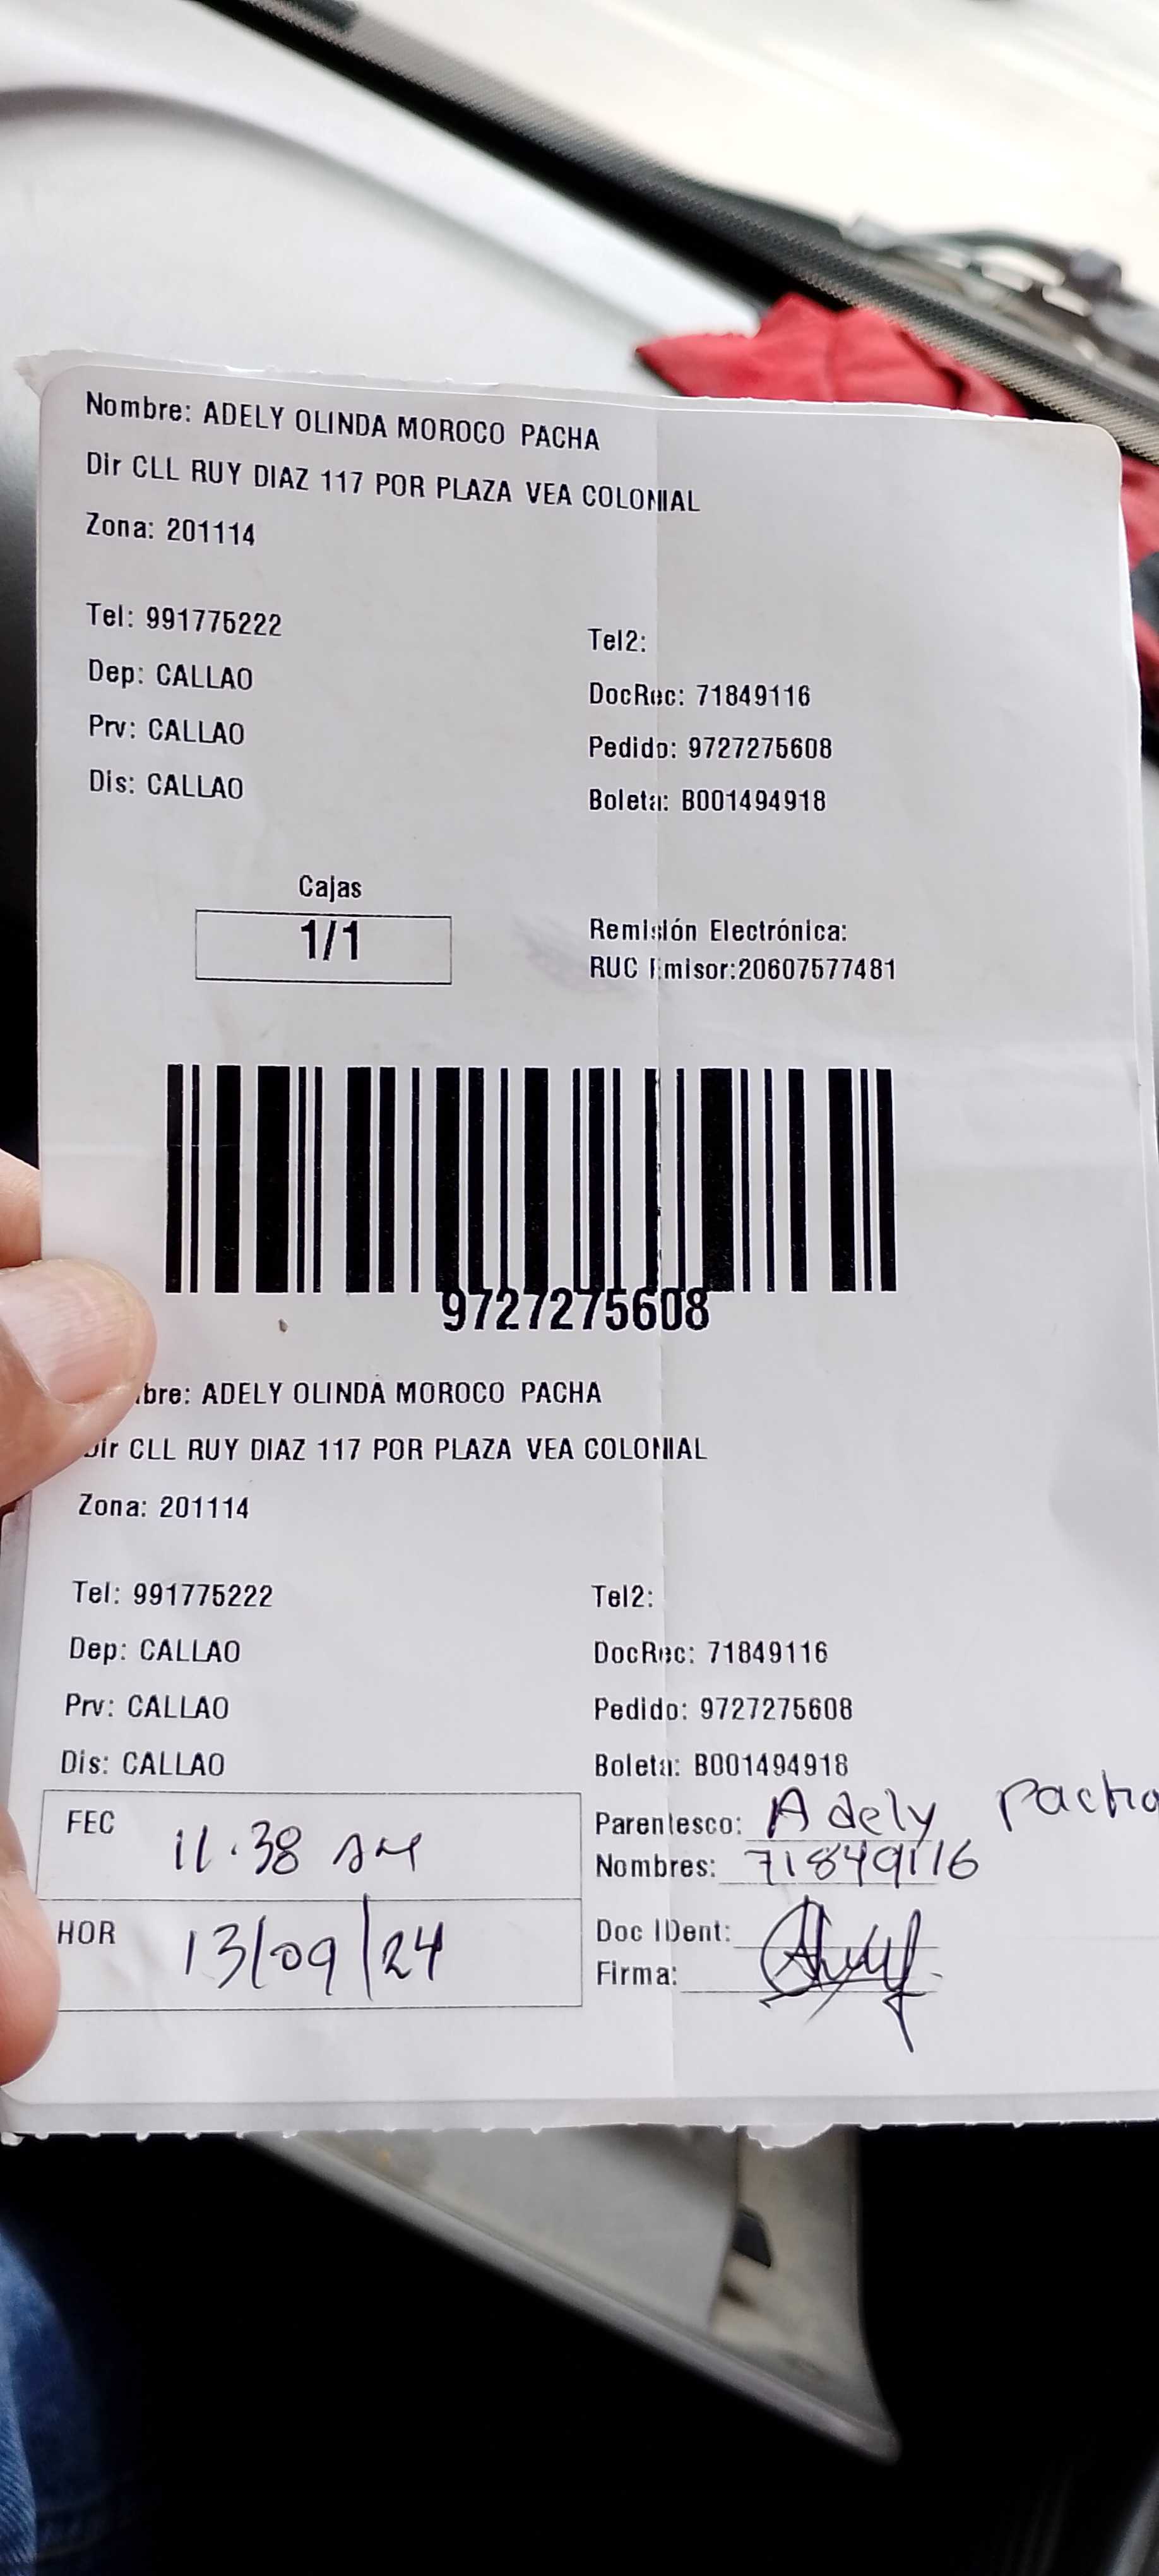 Nombre: ADELY OLINDA MOROCO PACHA
Dir CLL RUY DIAZ 117 POR PLAZA VEA COLONIAL
Zona: 201114
Tel: 991775222
Tel2:
Dep: CALLAO
DocRec: 71849116
Prv: CALLAO
Pedido: 9727275608
Dis: CALLAO
Boleta: B001494918
Cajas
1/1
Remisión Electrónica:
RUC Emisor:20607577481
9727275608
bre: ADELY OLINDA MOROCO PACHA
Dir CLL RUY DIAZ 117 POR PLAZA VEA COLONIAL
Zona: 201114
Tel: 991775222
Tel2:
Dep: CALLAO
DocRec: 71849116
Prv: CALLAO
Pedido: 9727275608
Dis: CALLAO
Boleta: B001494918
FEC 11.38 AM
Parentesco: Adely Pacha
Nombres: 71849116
HOR 13/09/24
Doc IDent:
Firma: